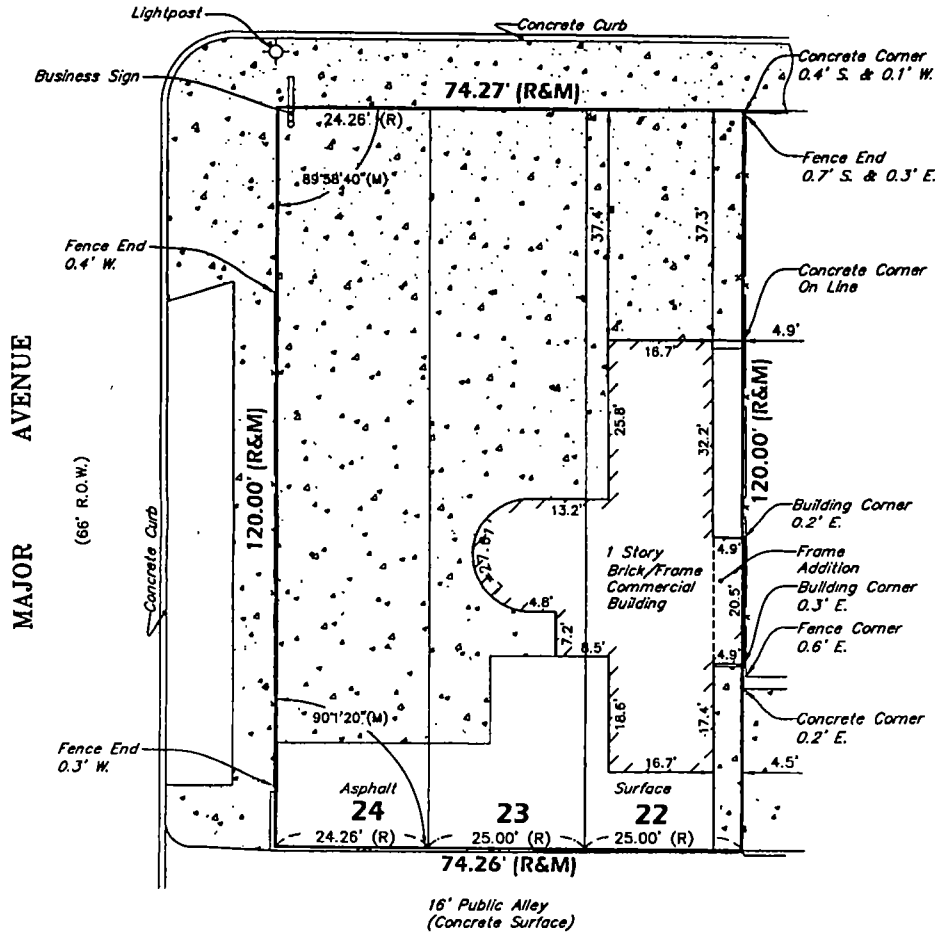 Lightpost
Concrete Curb
Concrete Corner
0.4' S. & 0.1' W.
Business Sign
74.27' (R&M)
24.26' (R)
Fence End
0.7' S. & 0.3' E.
89°58'40"(M)
37.4'
37.3'
Fence End
0.4' W.
Concrete Corner
On Line
4.9'
16.7'
MAJOR AVENUE
(66' R.O.W.)
Concrete Curb
120.00' (R&M)
25.8'
32.2'
120.00' (R&M)
13.2'
Building Corner
0.2' E.
4.9'
1 Story
Brick/Frame
Commercial
Building
Frame
Addition
20.5'
Building Corner
0.3' E.
4.8'
7.2'
Fence Corner
0.6' E.
8.5'
4.9'
18.6'
17.4'
Concrete Corner
0.2' E.
90°1'20"(M)
Fence End
0.3' W.
16.7'
4.5'
Asphalt
Surface
24
23
22
24.26' (R)
25.00' (R)
25.00' (R)
74.26' (R&M)
16' Public Alley
(Concrete Surface)